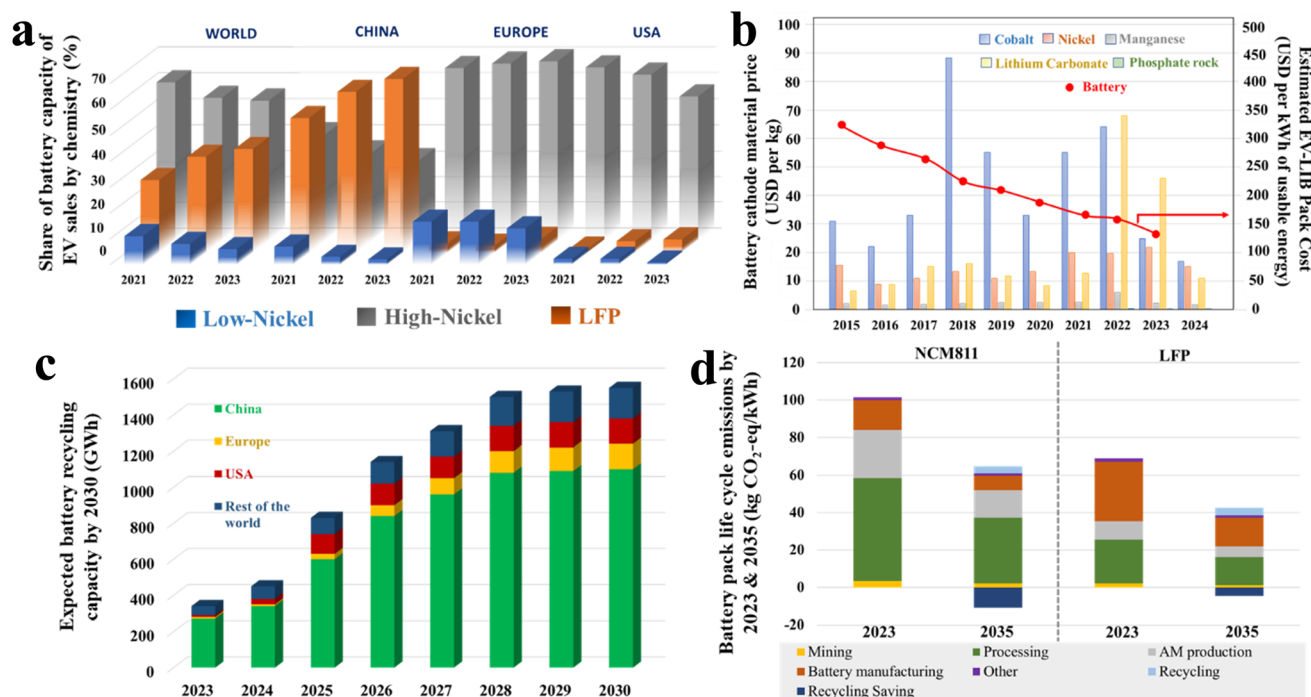 a
Share of battery capacity of
EV sales by chemistry (%)
WORLD CHINA EUROPE USA
70
60
50
40
30
20
10
0
2021 2022 2023 2021 2022 2023 2021 2022 2023 2021 2022 2023
Low-Nickel High-Nickel LFP
b
Battery cathode material price
( USD per kg)
100
90
80
70
60
50
40
30
20
10
0
Cobalt Nickel Manganese
Lithium Carbonate Phosphate rock
Battery
500
450
400
350
300
250
200
150
100
50
0
Estimated EV-LIB Pack Cost
(USD per kWh of usable energy)
2015 2016 2017 2018 2019 2020 2021 2022 2023 2024
c
Expected battery recycling
capacity by 2030 (GWh)
1600
1400
1200
1000
800
600
400
200
0
China
Europe
USA
Rest of the
world
2023 2024 2025 2026 2027 2028 2029 2030
d
Battery pack life cycle emissions by
2023 & 2035 (kg CO₂-eq/kWh)
NCM811 LFP
120
100
80
60
40
20
0
-20
2023 2035 2023 2035
Mining Processing AM production
Battery manufacturing Other Recycling
Recycling Saving